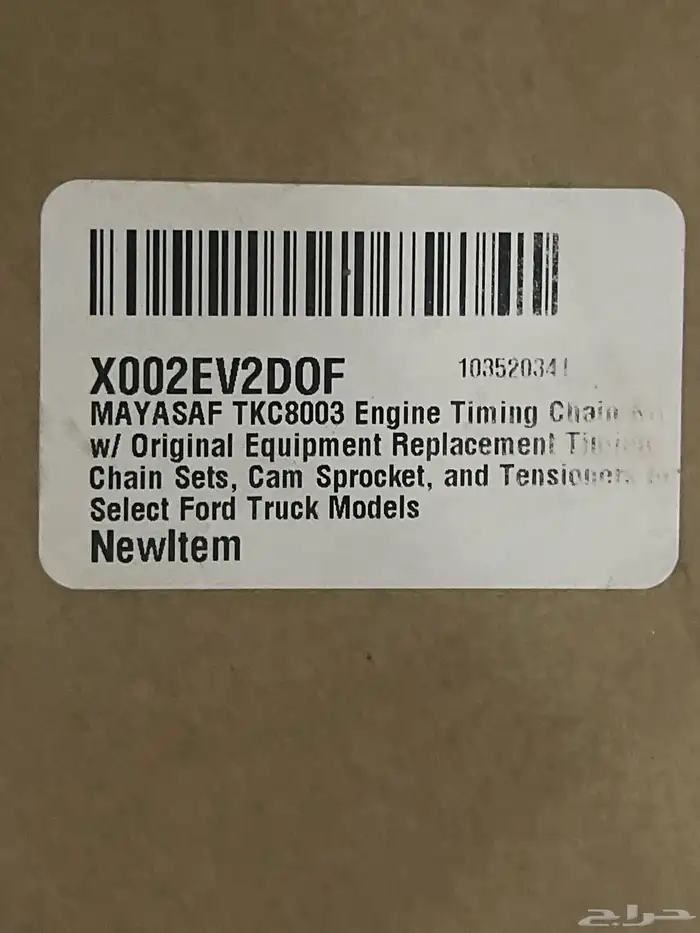 X002EV2DOF 10352034
MAYASAF TKC8003 Engine Timing Chain
w/ Original Equipment Replacement
Chain Sets, Cam Sprocket, and Tensioner
Select Ford Truck Models
NewItem
حراج